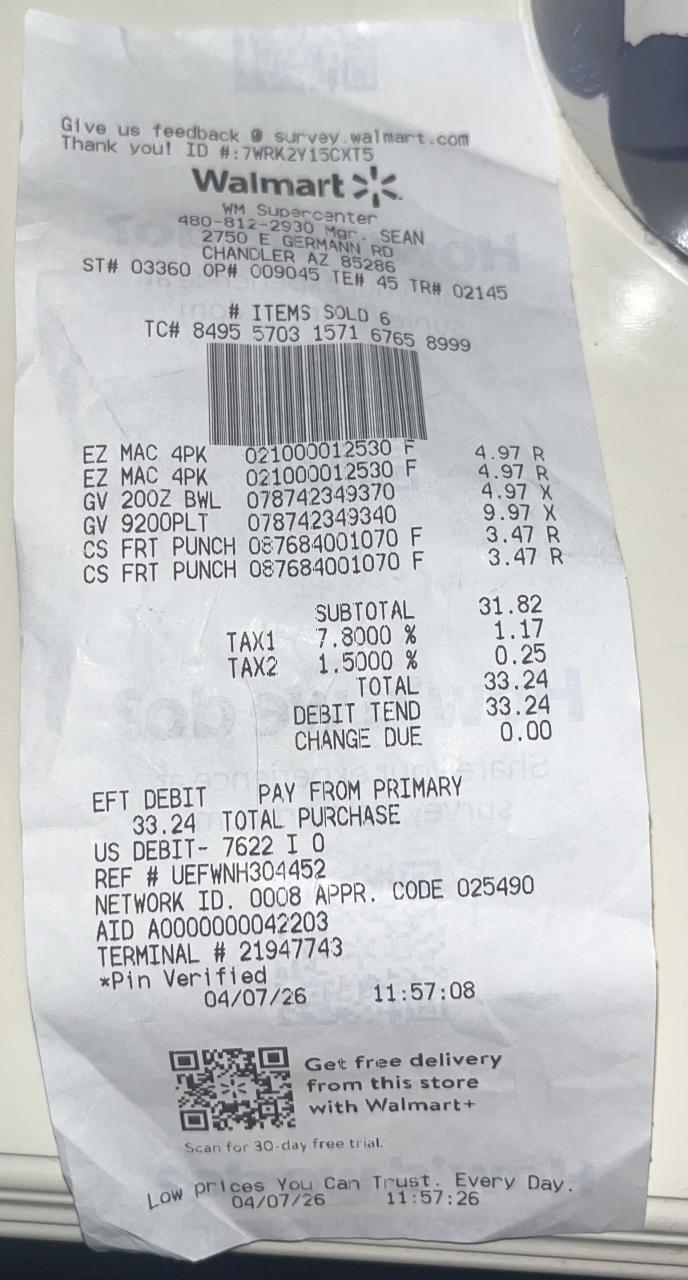 Give us feedback @ survey.walmart.com
Thank you! ID #:7WRK2Y15CXT5
Walmart
WM Supercenter
480-812-2930 Mgr. SEAN
2750 E GERMANN RD
CHANDLER AZ 85286
ST# 03360 OP# 009045 TE# 45 TR# 02145
# ITEMS SOLD 6
TC# 8495 5703 1571 6765 8999
EZ MAC 4PK 021000012530 F 4.97 R
EZ MAC 4PK 021000012530 F 4.97 R
GV 20OZ BWL 078742349370 4.97 X
GV 9200PLT 078742349340 9.97 X
CS FRT PUNCH 087684001070 F 3.47 R
CS FRT PUNCH 087684001070 F 3.47 R
SUBTOTAL 31.82
TAX1 7.8000 % 1.17
TAX2 1.5000 % 0.25
TOTAL 33.24
DEBIT TEND 33.24
CHANGE DUE 0.00
EFT DEBIT PAY FROM PRIMARY
33.24 TOTAL PURCHASE
US DEBIT- 7622 I 0
REF # UEFWNH304452
NETWORK ID. 0008 APPR. CODE 025490
AID A0000000042203
TERMINAL # 21947743
*Pin Verified
04/07/26 11:57:08
Get free delivery
from this store
with Walmart+
Scan for 30-day free trial.
Low prices You Can Trust. Every Day.
04/07/26 11:57:26